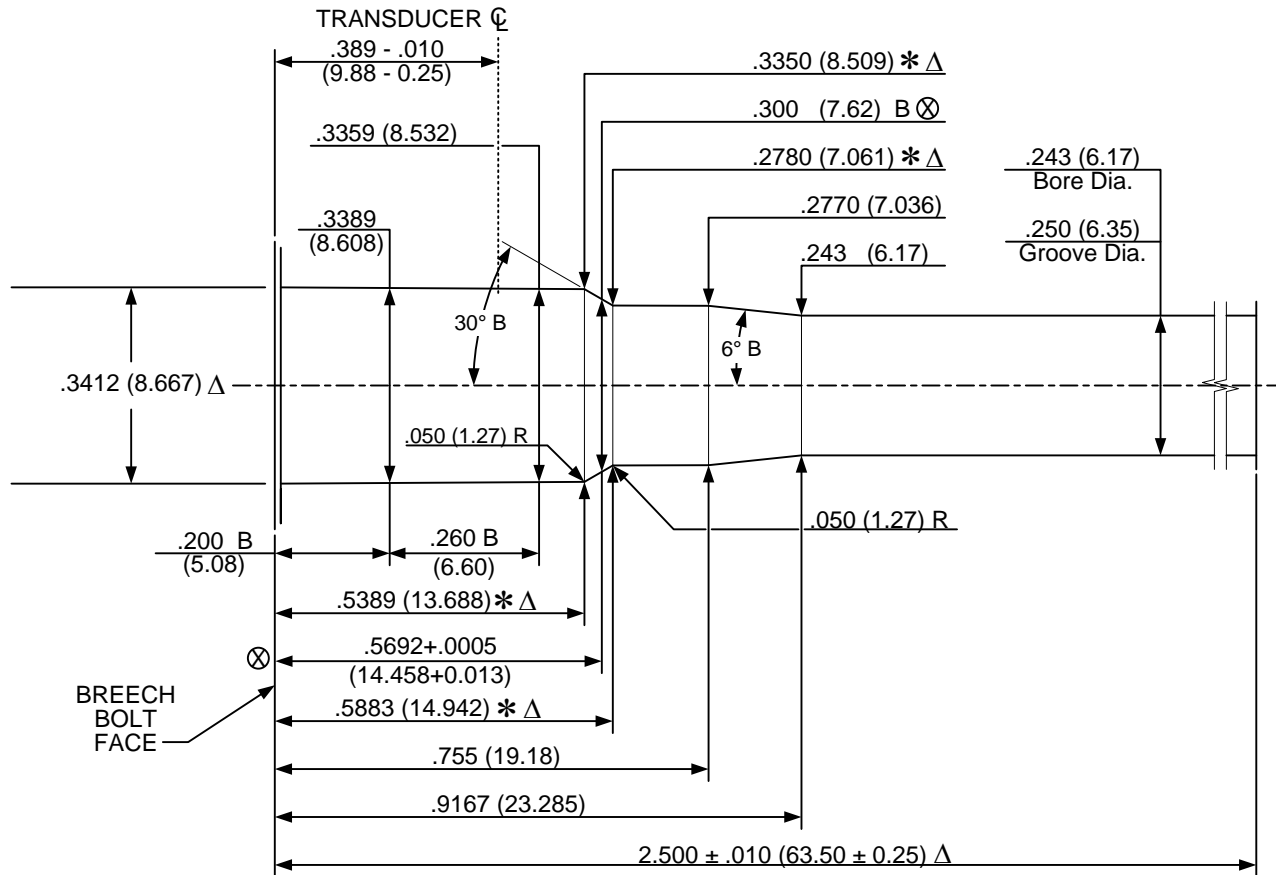 TRANSDUCER ℄
.389 - .010
(9.88 - 0.25)
.3350 (8.509) ✻ Δ
.300 (7.62) B ⊗
.3359 (8.532)
.2780 (7.061) ✻ Δ
.243 (6.17)
Bore Dia.
.3389
(8.608)
.2770 (7.036)
.250 (6.35)
Groove Dia.
.243 (6.17)
30° B
6° B
.3412 (8.667) Δ
.050 (1.27) R
.050 (1.27) R
.200 B
(5.08)
.260 B
(6.60)
.5389 (13.688) ✻ Δ
⊗
.5692+.0005
(14.458+0.013)
BREECH
BOLT
FACE
.5883 (14.942) ✻ Δ
.755 (19.18)
.9167 (23.285)
2.500 ± .010 (63.50 ± 0.25) Δ